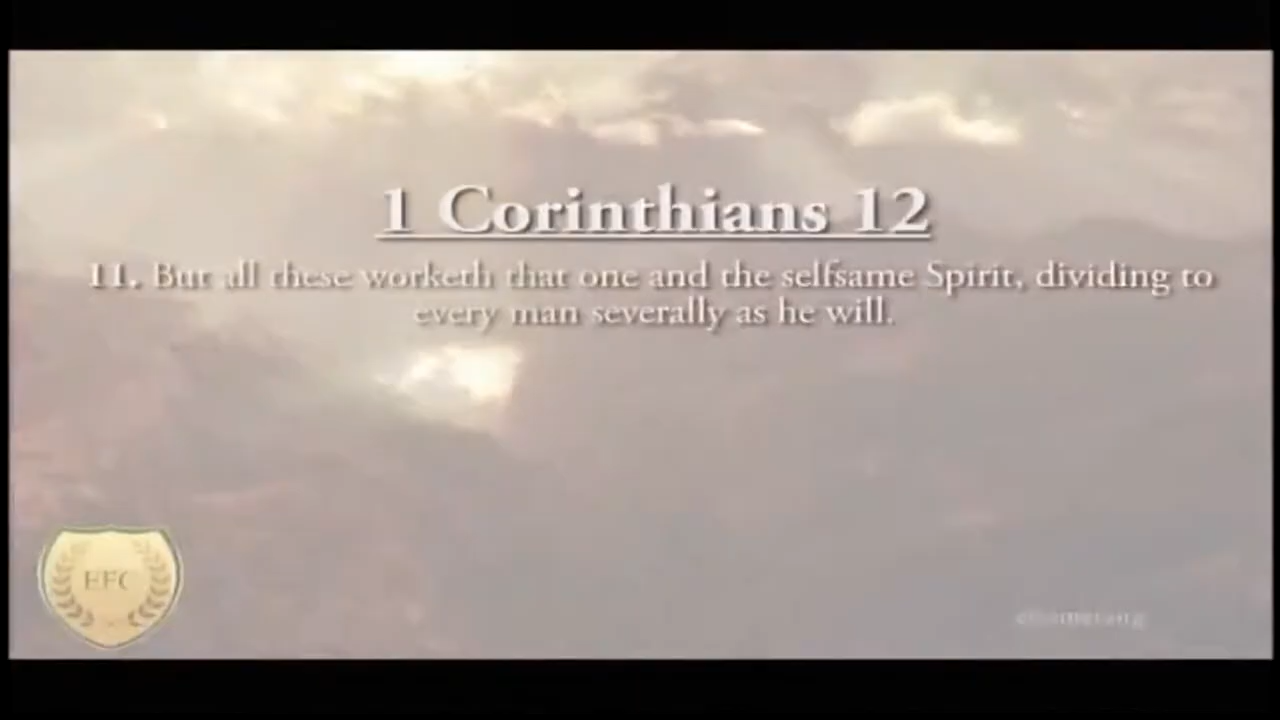 1 Corinthians 12
11. But all these worketh that one and the selfsame Spirit, dividing to
every man severally as he will.
EFC